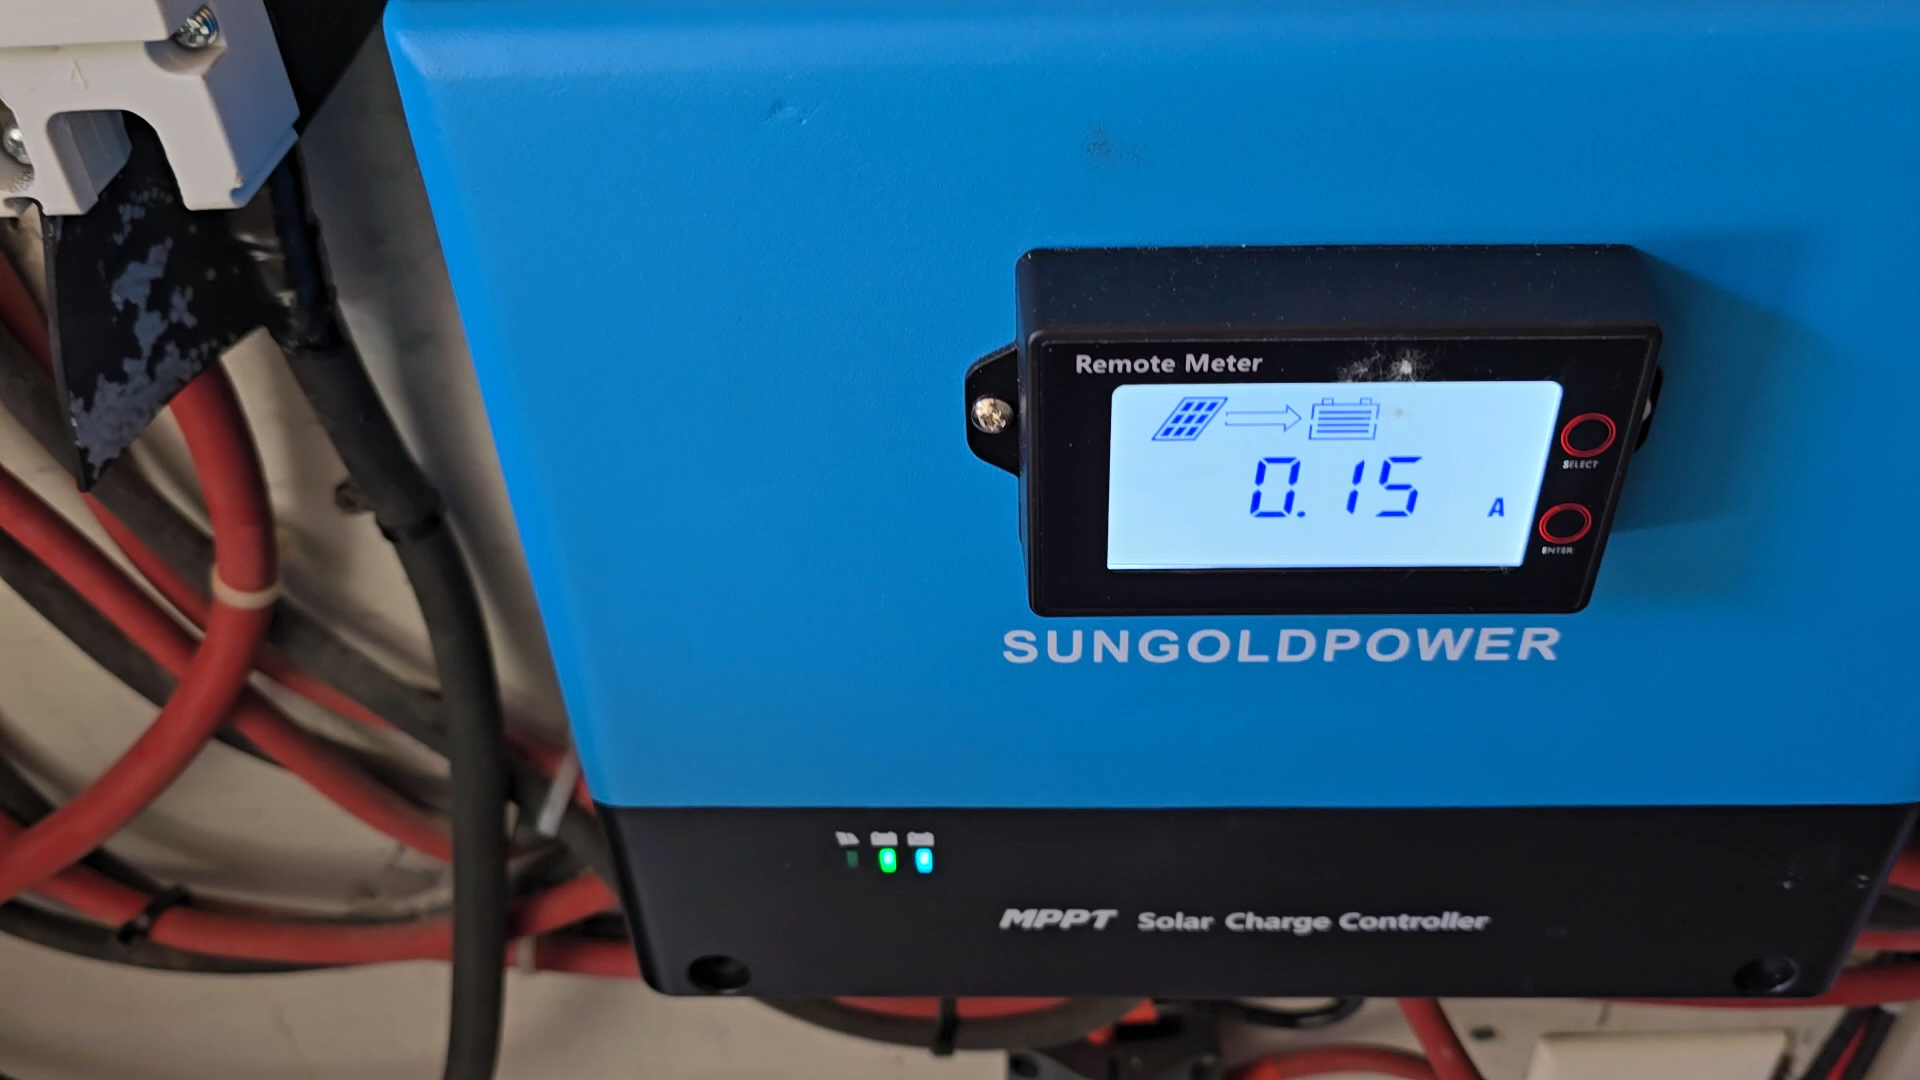 Remote Meter
SELECT
0.15 A
ENTER
SUNGOLDPOWER
MPPT Solar Charge Controller